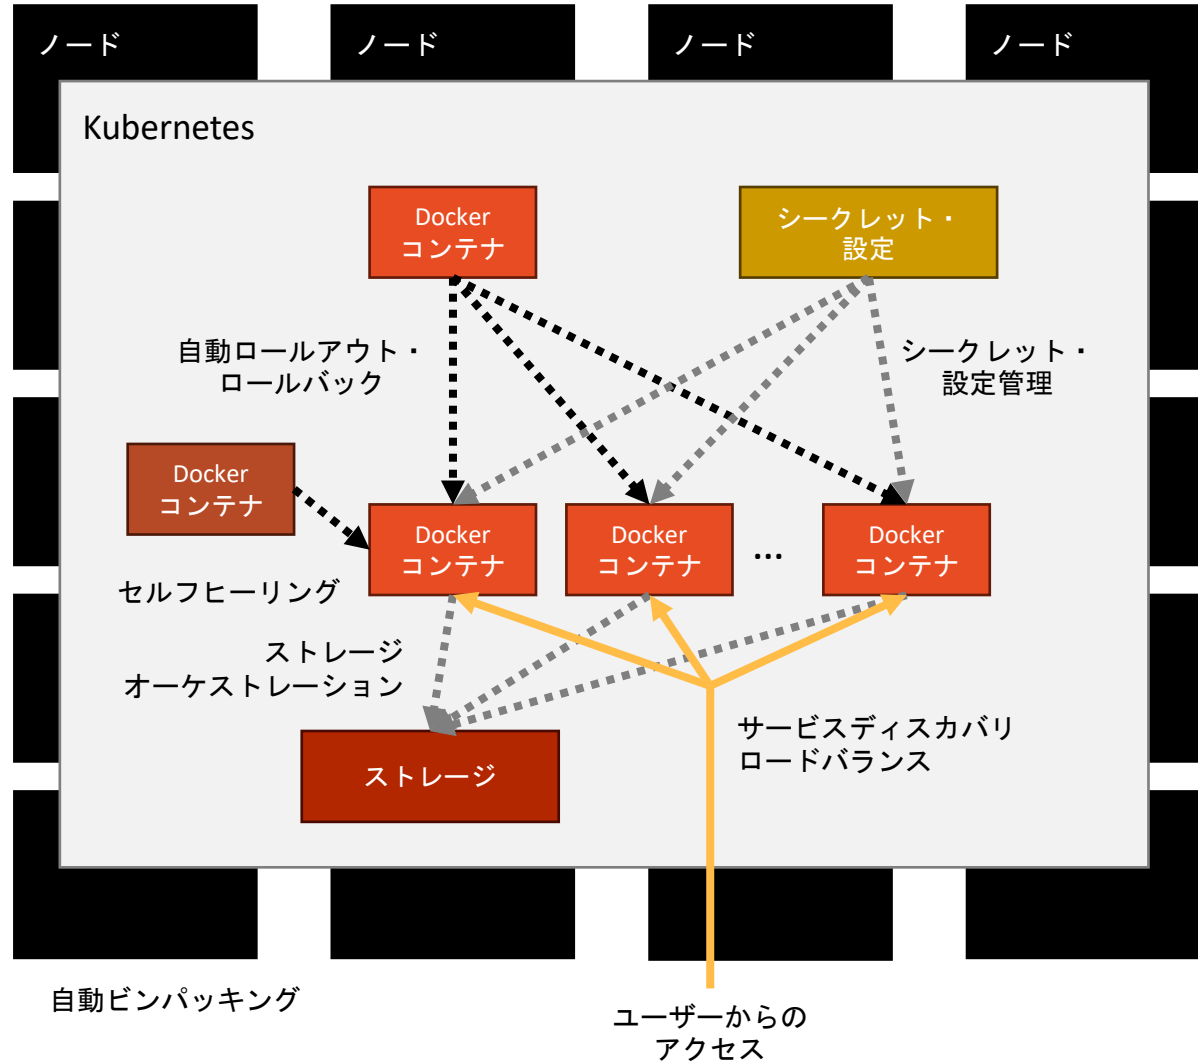 ノード
ノード
ノード
ノード
Kubernetes
Docker
コンテナ
シークレット・
設定
自動ロールアウト・
ロールバック
シークレット・
設定管理
Docker
コンテナ
Docker
コンテナ
Docker
コンテナ
...
Docker
コンテナ
セルフヒーリング
ストレージ
オーケストレーション
サービスディスカバリ
ロードバランス
ストレージ
自動ビンパッキング
ユーザーからの
アクセス